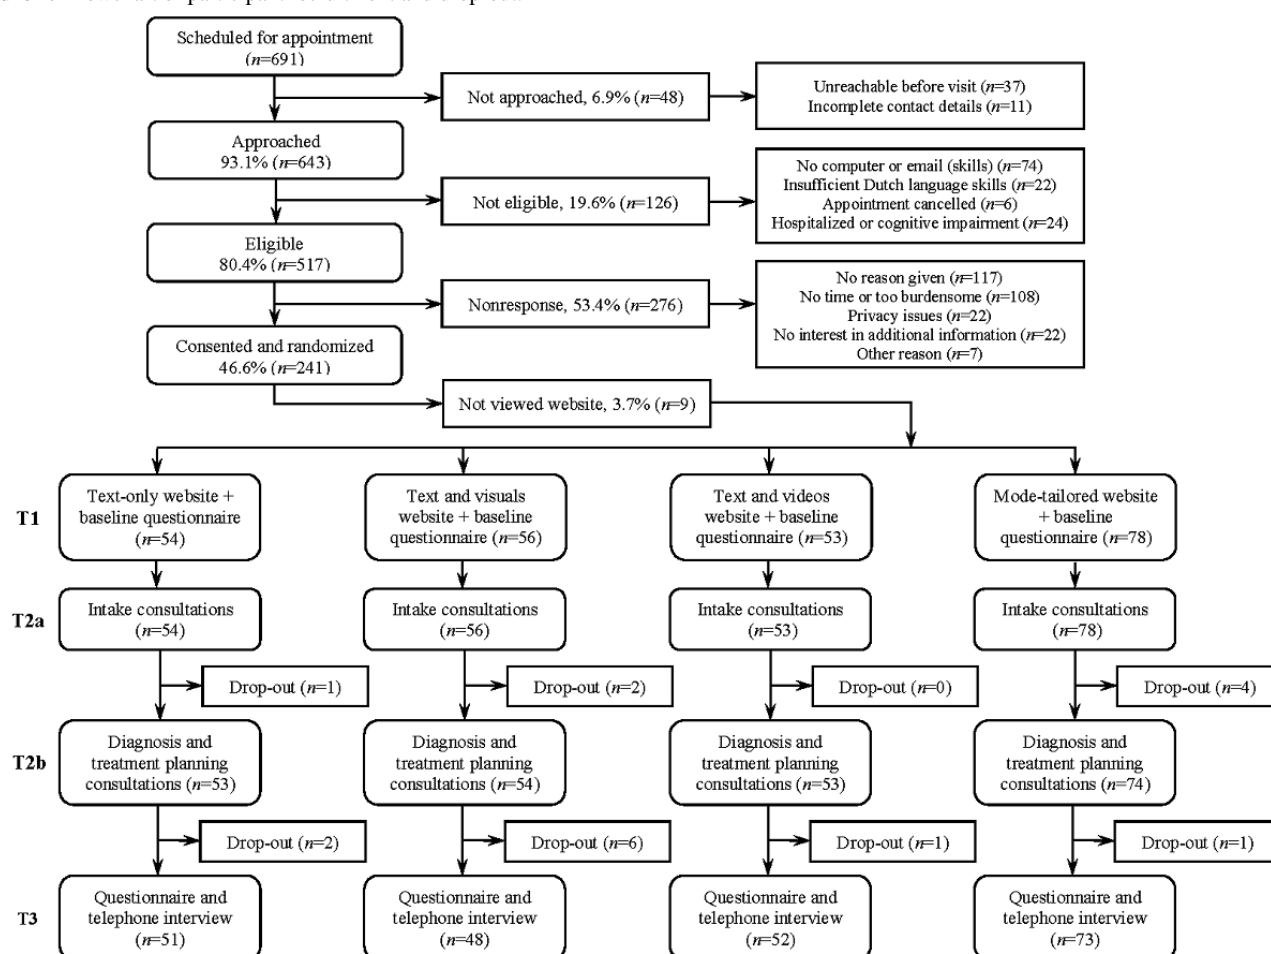 Scheduled for appointment
(n=691)
Not approached, 6.9% (n=48)
Unreachable before visit (n=37)
Incomplete contact details (n=11)
Approached
93.1% (n=643)
Not eligible, 19.6% (n=126)
No computer or email (skills) (n=74)
Insufficient Dutch language skills (n=22)
Appointment cancelled (n=6)
Hospitalized or cognitive impairment (n=24)
Eligible
80.4% (n=517)
Nonresponse, 53.4% (n=276)
No reason given (n=117)
No time or too burdensome (n=108)
Privacy issues (n=22)
No interest in additional information (n=22)
Other reason (n=7)
Consented and randomized
46.6% (n=241)
Not viewed website, 3.7% (n=9)
T1
Text-only website +
baseline questionnaire
(n=54)
Text and visuals
website + baseline
questionnaire (n=56)
Text and videos
website + baseline
questionnaire (n=53)
Mode-tailored website
+ baseline
questionnaire (n=78)
T2a
Intake consultations
(n=54)
Intake consultations
(n=56)
Intake consultations
(n=53)
Intake consultations
(n=78)
Drop-out (n=1)
Drop-out (n=2)
Drop-out (n=0)
Drop-out (n=4)
T2b
Diagnosis and
treatment planning
consultations (n=53)
Diagnosis and
treatment planning
consultations (n=54)
Diagnosis and
treatment planning
consultations (n=53)
Diagnosis and
treatment planning
consultations (n=74)
Drop-out (n=2)
Drop-out (n=6)
Drop-out (n=1)
Drop-out (n=1)
T3
Questionnaire and
telephone interview
(n=51)
Questionnaire and
telephone interview
(n=48)
Questionnaire and
telephone interview
(n=52)
Questionnaire and
telephone interview
(n=73)